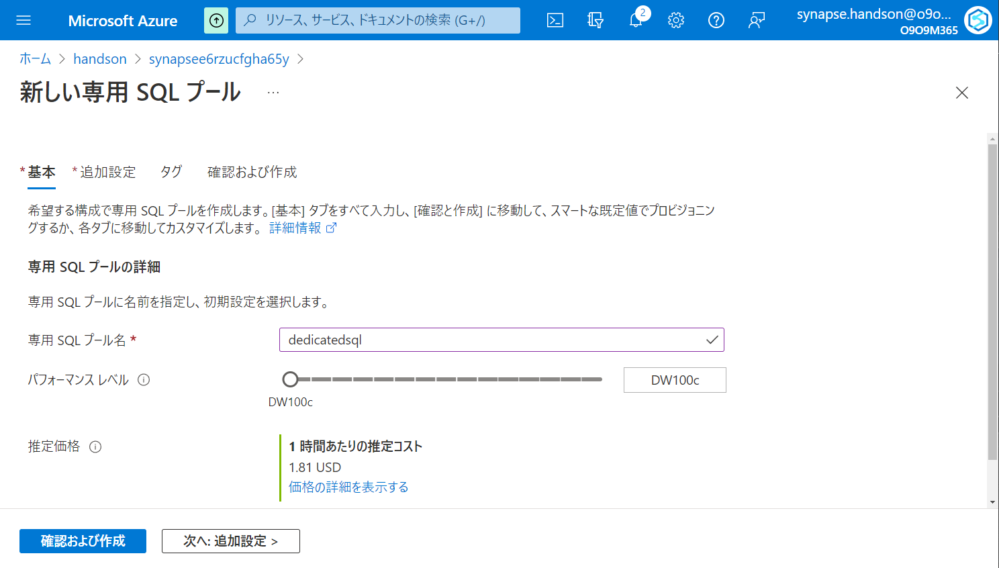 Microsoft Azure
リソース、サービス、ドキュメントの検索 (G+/)
2
synapse.handson@o9o...
O9O9M365
ホーム > handson > synapsee6rzucfgha65y >
新しい専用 SQL プール ...
* 基本 * 追加設定 タグ 確認および作成
希望する構成で専用 SQL プールを作成します。[基本] タブをすべて入力し、[確認と作成] に移動して、スマートな既定値でプロビジョニン
グするか、各タブに移動してカスタマイズします。 詳細情報
専用 SQL プールの詳細
専用 SQL プールに名前を指定し、初期設定を選択します。
専用 SQL プール名 * dedicatedsql
パフォーマンス レベル DW100c
DW100c
推定価格 1 時間あたりの推定コスト
1.81 USD
価格の詳細を表示する
確認および作成 次へ: 追加設定 >